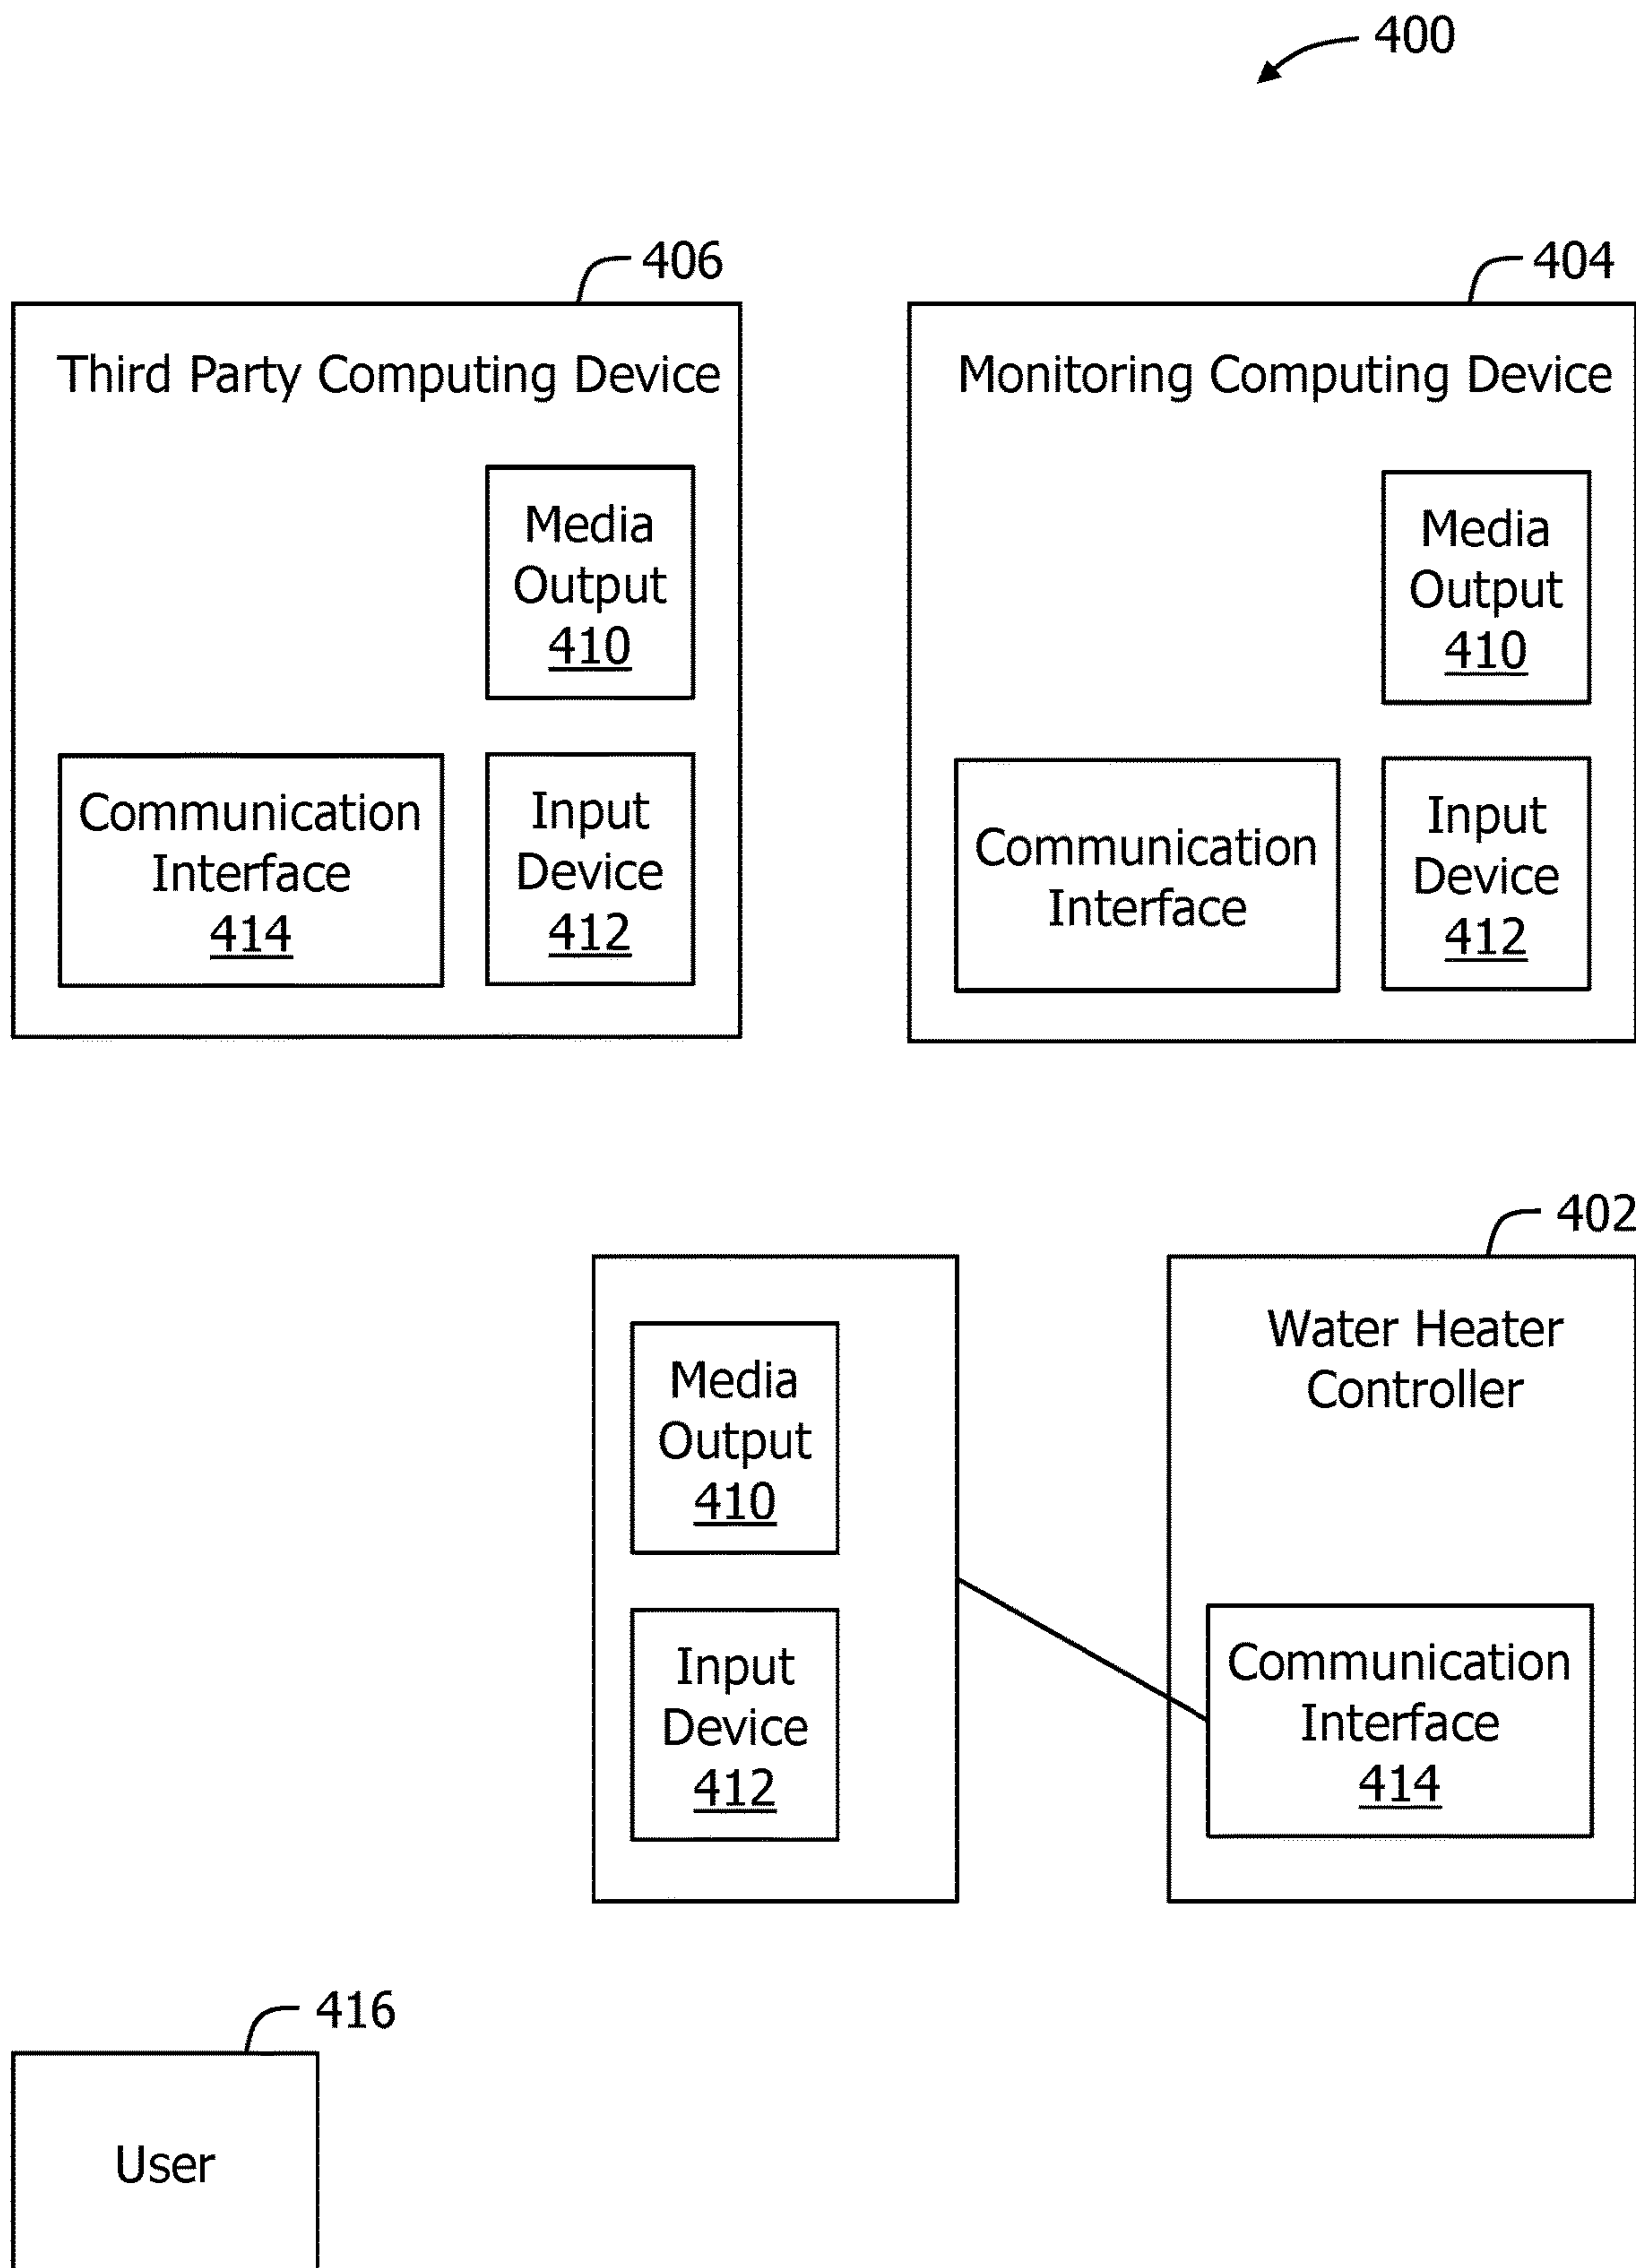 400
406
404
Third Party Computing Device
Monitoring Computing Device
Media
Output
410
Media
Output
410
Communication
Interface
414
Input
Device
412
Communication
Interface
Input
Device
412
402
Media
Output
410
Input
Device
412
Water Heater
Controller
Communication
Interface
414
416
User